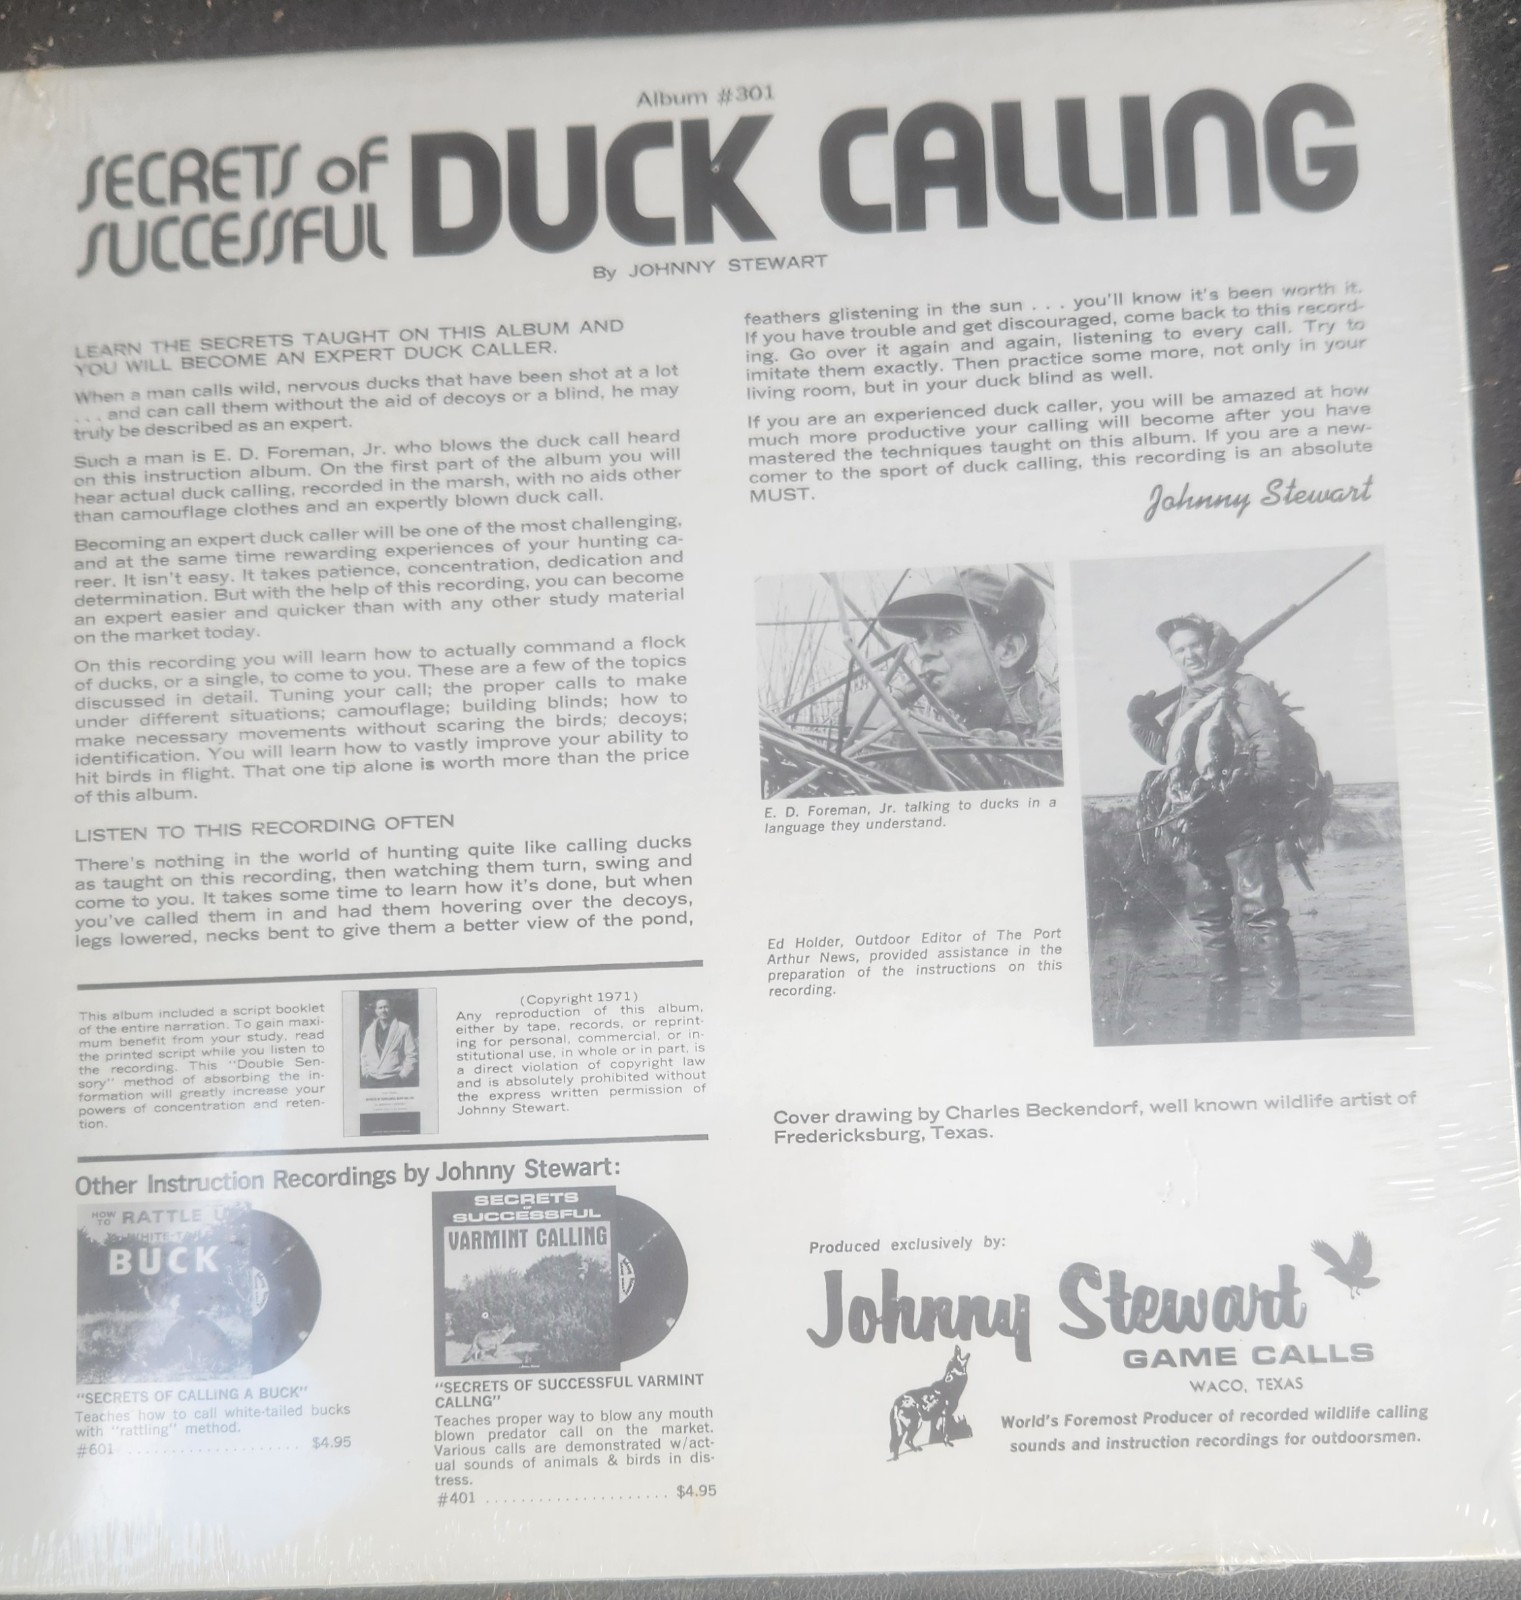 Album #301
SECRETS of
SUCCESSFUL
DUCK CALLING
By JOHNNY STEWART
LEARN THE SECRETS TAUGHT ON THIS ALBUM AND
YOU WILL BECOME AN EXPERT DUCK CALLER.
When a man calls wild, nervous ducks that have been shot at a lot
. . . and can call them without the aid of decoys or a blind, he may
truly be described as an expert.
Such a man is E. D. Foreman, Jr. who blows the duck call heard
on this instruction album. On the first part of the album you will
hear actual duck calling, recorded in the marsh, with no aids other
than camouflage clothes and an expertly blown duck call.
Becoming an expert duck caller will be one of the most challenging,
and at the same time rewarding experiences of your hunting ca-
reer. It isn't easy. It takes patience, concentration, dedication and
determination. But with the help of this recording, you can become
an expert easier and quicker than with any other study material
on the market today.
On this recording you will learn how to actually command a flock
of ducks, or a single, to come to you. These are a few of the topics
discussed in detail. Tuning your call; the proper calls to make
under different situations; camouflage; building blinds; how to
make necessary movements without scaring the birds; decoys;
identification. You will learn how to vastly improve your ability to
hit birds in flight. That one tip alone is worth more than the price
of this album.
LISTEN TO THIS RECORDING OFTEN
There's nothing in the world of hunting quite like calling ducks
as taught on this recording, then watching them turn, swing and
come to you. It takes some time to learn how it's done, but when
you've called them in and had them hovering over the decoys,
legs lowered, necks bent to give them a better view of the pond,
feathers glistening in the sun . . . you'll know it's been worth it.
If you have trouble and get discouraged, come back to this record-
ing. Go over it again and again, listening to every call. Try to
imitate them exactly. Then practice some more, not only in your
living room, but in your duck blind as well.
If you are an experienced duck caller, you will be amazed at how
much more productive your calling will become after you have
mastered the techniques taught on this album. If you are a new-
comer to the sport of duck calling, this recording is an absolute
MUST.
Johnny Stewart
E. D. Foreman, Jr. talking to ducks in a
language they understand.
Ed Holder, Outdoor Editor of The Port
Arthur News, provided assistance in the
preparation of the instructions on this
recording.
This album included a script booklet
of the entire narration. To gain maxi-
mum benefit from your study, read
the printed script while you listen to
the recording. This "Double Sen-
sory" method of absorbing the in-
formation will greatly increase your
powers of concentration and reten-
tion.
(Copyright 1971)
Any reproduction of this album,
either by tape, records, or reprint-
ing for personal, commercial, or in-
stitutional use, in whole or in part, is
a direct violation of copyright law
and is absolutely prohibited without
the express written permission of
Johnny Stewart.
Cover drawing by Charles Beckendorf, well known wildlife artist of
Fredericksburg, Texas.
Other Instruction Recordings by Johnny Stewart:
HOW TO RATTLE UP
WHITE-TAIL
BUCK
"SECRETS OF CALLING A BUCK"
Teaches how to call white-tailed bucks
with "rattling" method.
#601 . . . . . . . . . . . . . . . . . . . . $4.95
SECRETS
OF
SUCCESSFUL
VARMINT CALLING
"SECRETS OF SUCCESSFUL VARMINT
CALLNG"
Teaches proper way to blow any mouth
blown predator call on the market.
Various calls are demonstrated w/act-
ual sounds of animals & birds in dis-
tress.
#401 . . . . . . . . . . . . . . . . . . . . . $4.95
Produced exclusively by:
Johnny Stewart
GAME CALLS
WACO, TEXAS
World's Foremost Producer of recorded wildlife calling
sounds and instruction recordings for outdoorsmen.